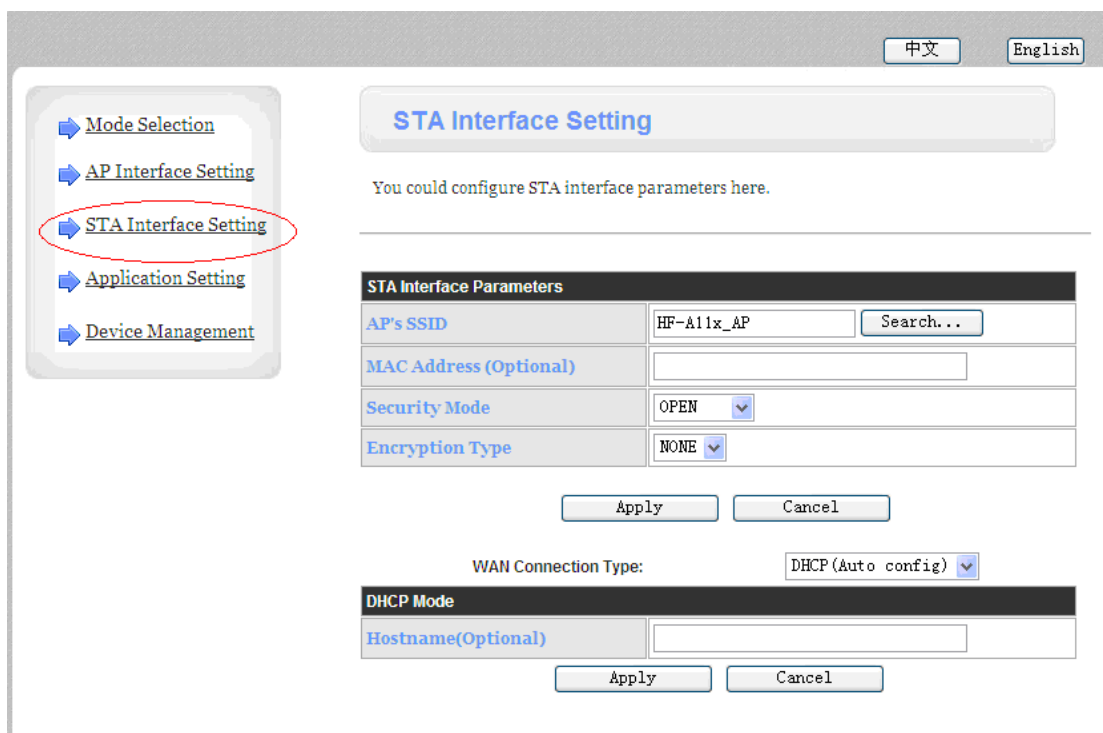 中文 English
Mode Selection
AP Interface Setting
STA Interface Setting
Application Setting
Device Management
STA Interface Setting
You could configure STA interface parameters here.
STA Interface Parameters
AP's SSID HF-A11x_AP Search...
MAC Address (Optional)
Security Mode OPEN
Encryption Type NONE
Apply Cancel
WAN Connection Type: DHCP(Auto config)
DHCP Mode
Hostname(Optional)
Apply Cancel